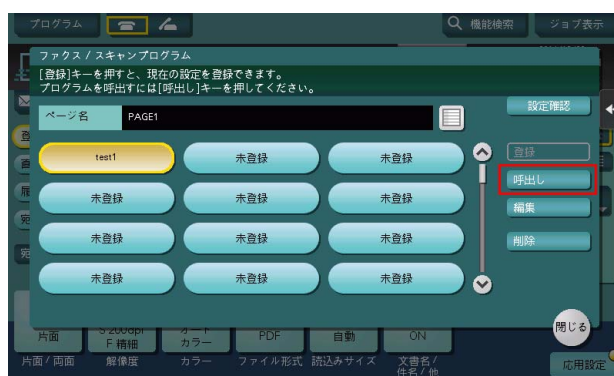 プログラム
機能検索
ジョブ表示
ファクス / スキャンプログラム
[登録]キーを押すと、現在の設定を登録できます。
プログラムを呼出すには[呼出し]キーを押してください。
設定確認
ページ名 PAGE1
test1 未登録 未登録
登録
呼出し
未登録 未登録 未登録
編集
未登録 未登録 未登録
削除
未登録 未登録 未登録
閉じる
片面 F 精細 カラー PDF 自動 ON
片面 / 両面 解像度 カラー ファイル形式 読込みサイズ 文書名 /
件名 / 他
応用設定